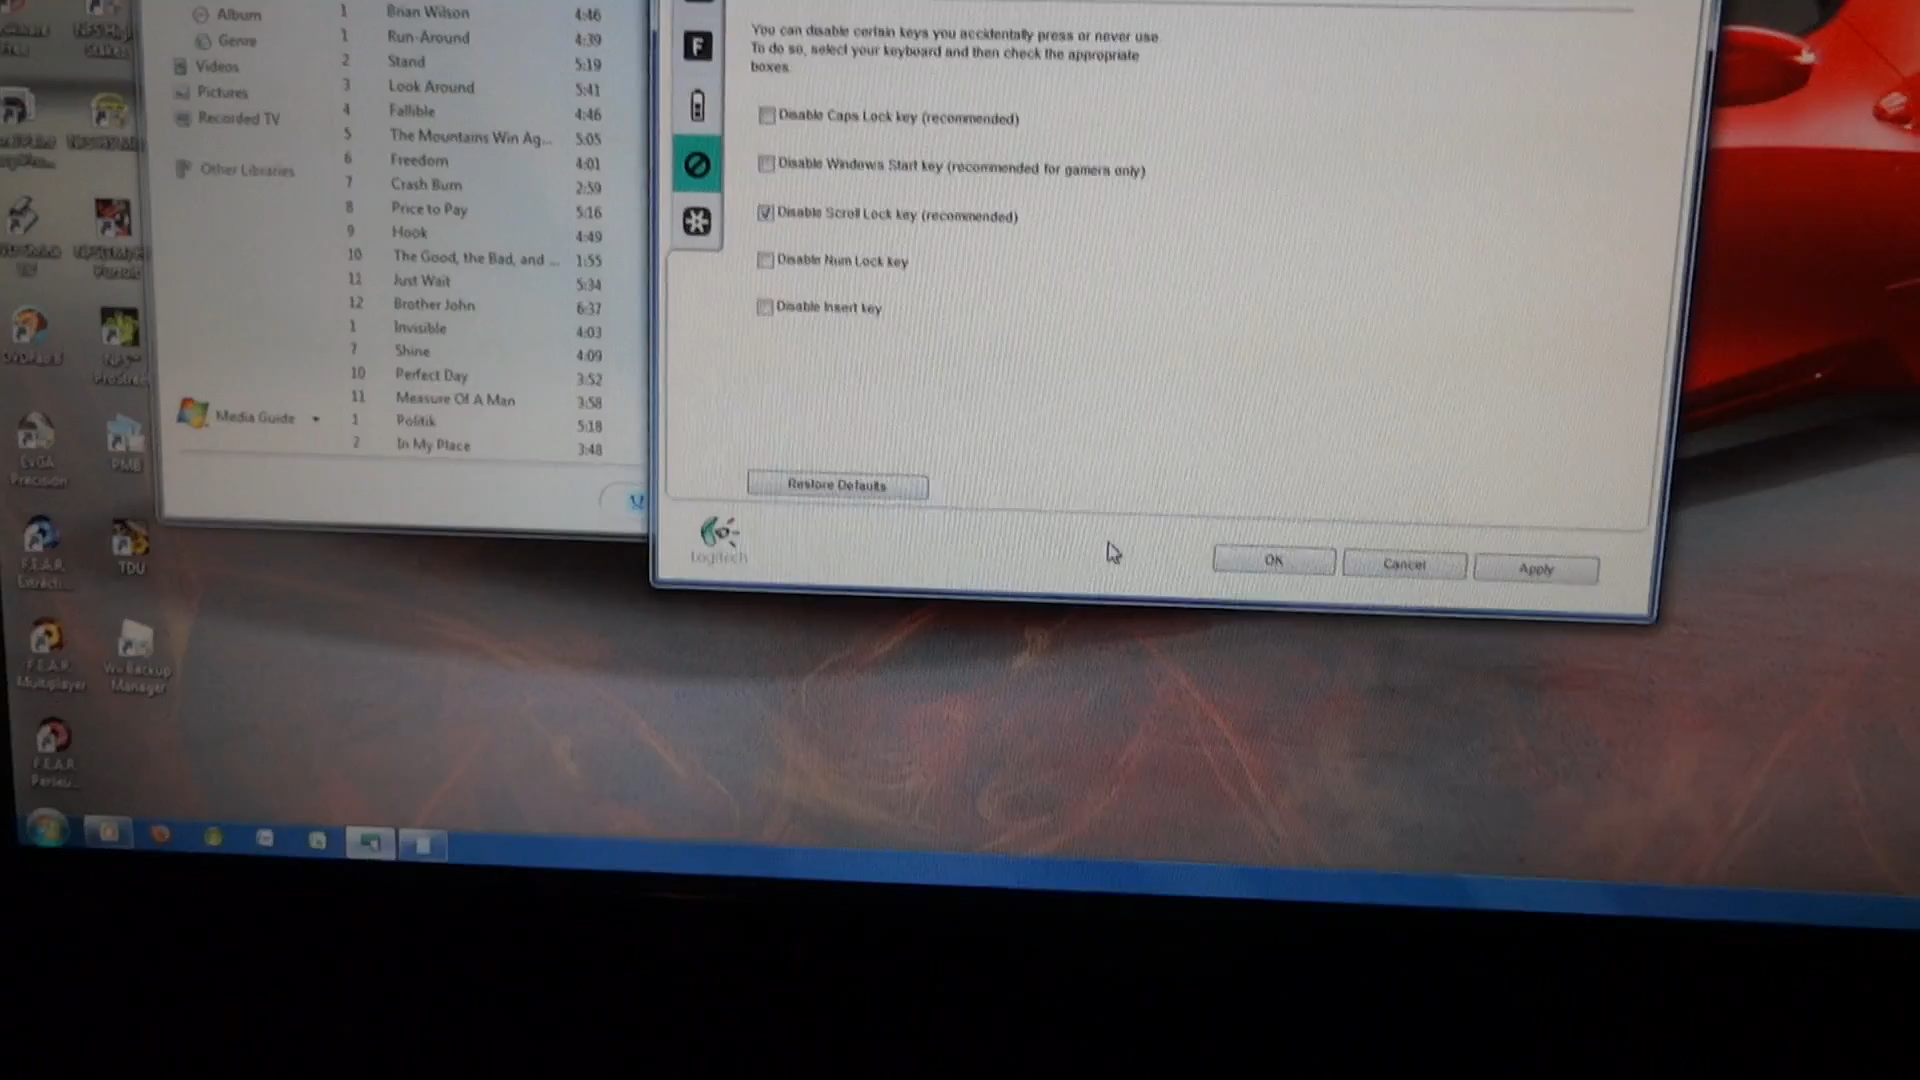 Album
Genre
Videos
Pictures
Recorded TV
Other Libraries
Media Guide
1 Brian Wilson 4:46
1 Run-Around 4:39
2 Stand 5:19
3 Look Around 5:41
4 Fallible 4:46
5 The Mountains Win Ag... 5:05
6 Freedom 4:01
7 Crash Burn 2:59
8 Price to Pay 5:16
9 Hook 4:49
10 The Good, the Bad, and ... 1:55
11 Just Wait 5:34
12 Brother John 6:37
1 Invisible 4:03
7 Shine 4:09
10 Perfect Day 3:52
11 Measure Of A Man 3:58
1 Politik 5:18
2 In My Place 3:48
F
You can disable certain keys you accidentally press or never use.
To do so, select your keyboard and then check the appropriate
boxes.
Disable Caps Lock key (recommended)
Disable Windows Start key (recommended for gamers only)
Disable Scroll Lock key (recommended)
Disable Num Lock key
Disable Insert key
Restore Defaults
Logitech
OK
Cancel
Apply
EVGA
Precision
PMB
F.E.A.R.
Extracti...
TDU
F.E.A.R.
Multiplayer
Wii Backup
Manager
F.E.A.R.
Perseu...